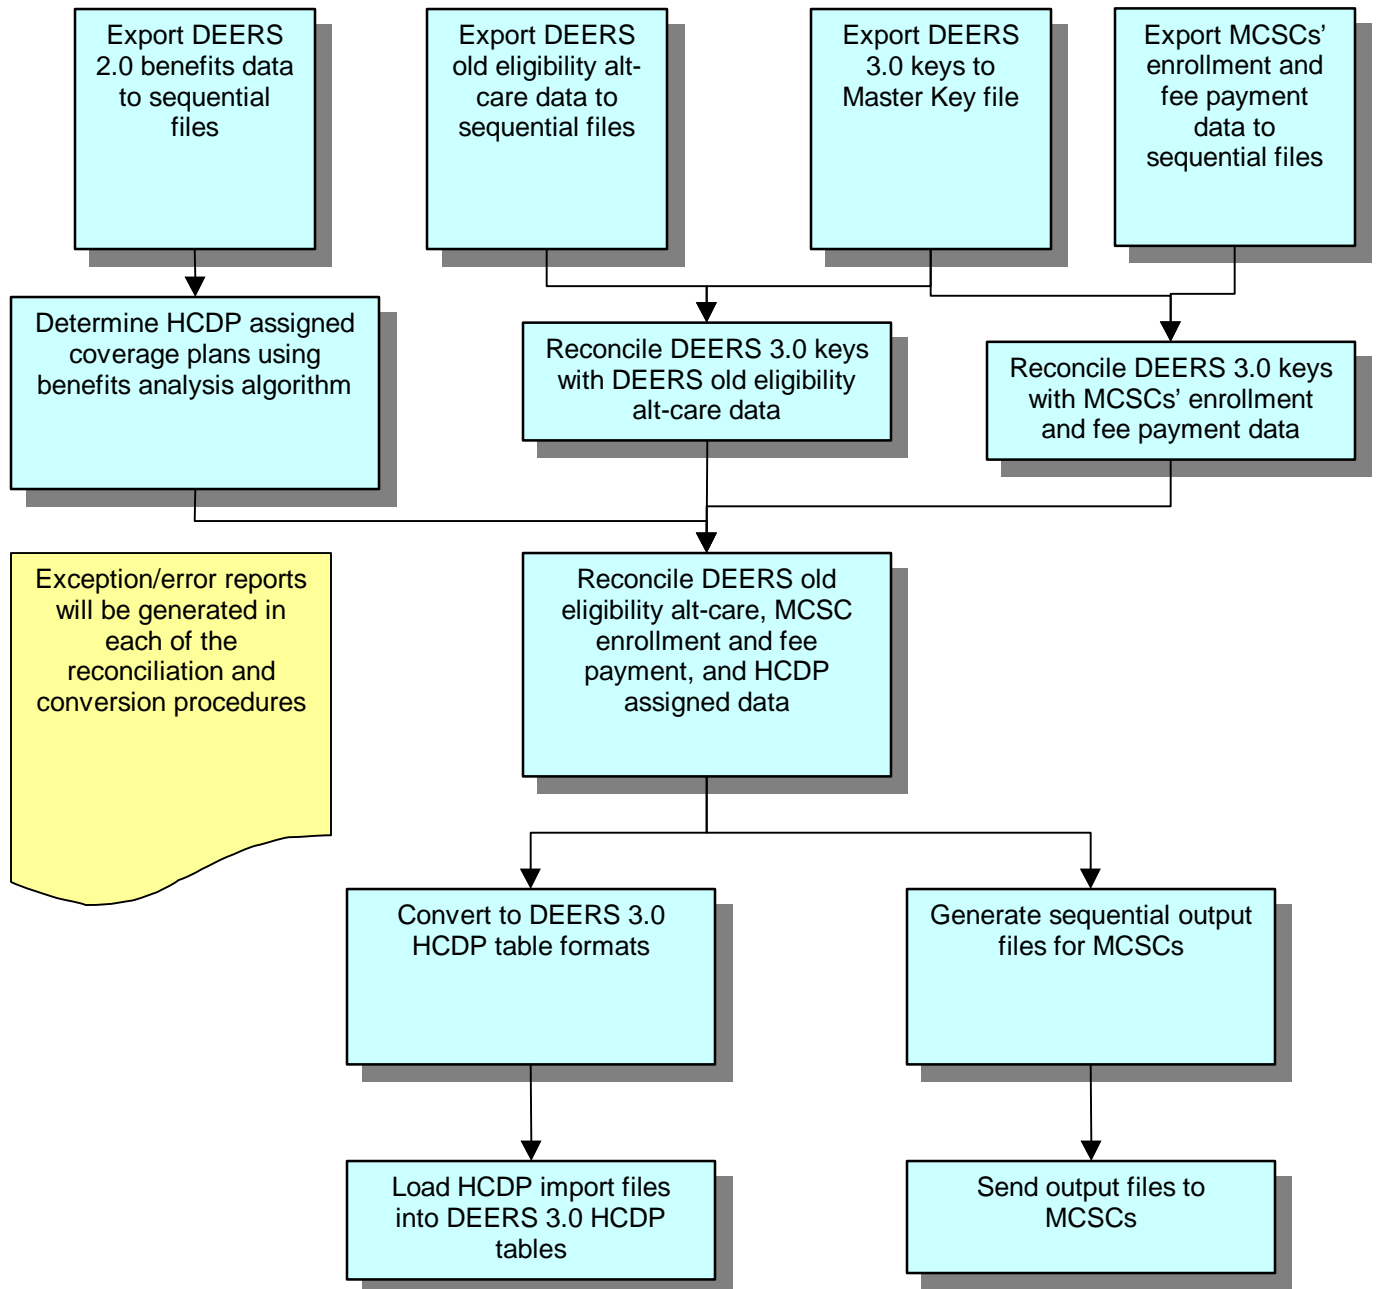 Export DEERS
2.0 benefits data
to sequential
files
Export DEERS
old eligibility alt-
care data to
sequential files
Export DEERS
3.0 keys to
Master Key file
Export MCSCs’
enrollment and
fee payment
data to
sequential files
Determine HCDP assigned
coverage plans using
benefits analysis algorithm
Reconcile DEERS 3.0 keys
with DEERS old eligibility
alt-care data
Reconcile DEERS 3.0 keys
with MCSCs’ enrollment
and fee payment data
Exception/error reports
will be generated in
each of the
reconciliation and
conversion procedures
Reconcile DEERS old
eligibility alt-care, MCSC
enrollment and fee
payment, and HCDP
assigned data
Convert to DEERS 3.0
HCDP table formats
Generate sequential output
files for MCSCs
Load HCDP import files
into DEERS 3.0 HCDP
tables
Send output files to
MCSCs